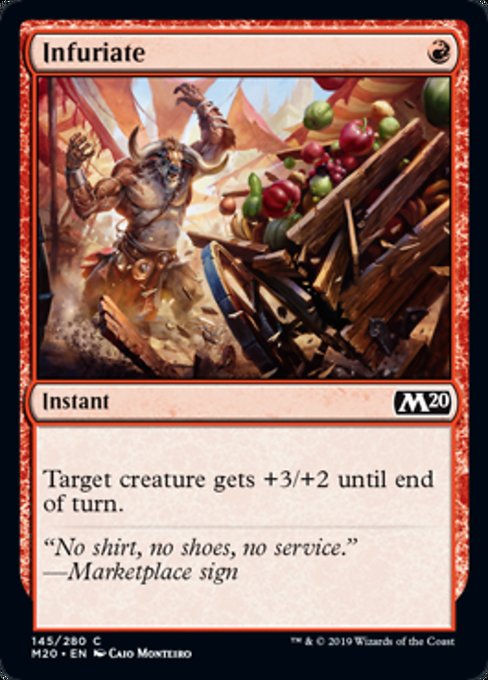 Infuriate
Instant
M20
Target creature gets +3/+2 until end
of turn.
“No shirt, no shoes, no service.”
—Marketplace sign
145/280 C
M20 • EN CAIO MONTEIRO
™ & © 2019 Wizards of the Coast